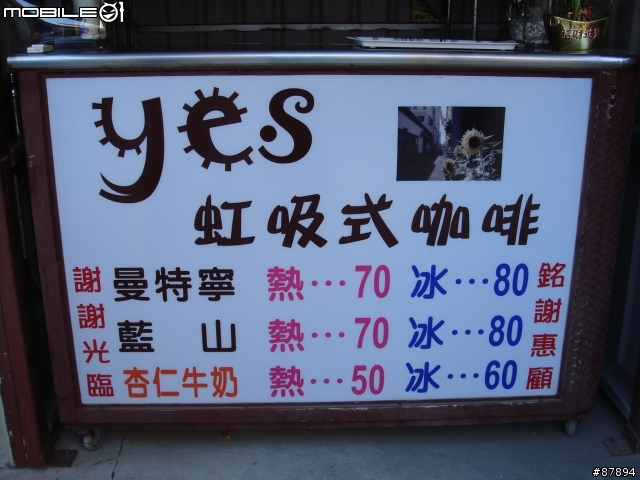 MOBILE01
yes
虹吸式咖啡
謝謝光臨
曼特寧 熱…70 冰…80
藍山 熱…70 冰…80
杏仁牛奶 熱…50 冰…60
銘謝惠顧
#87894